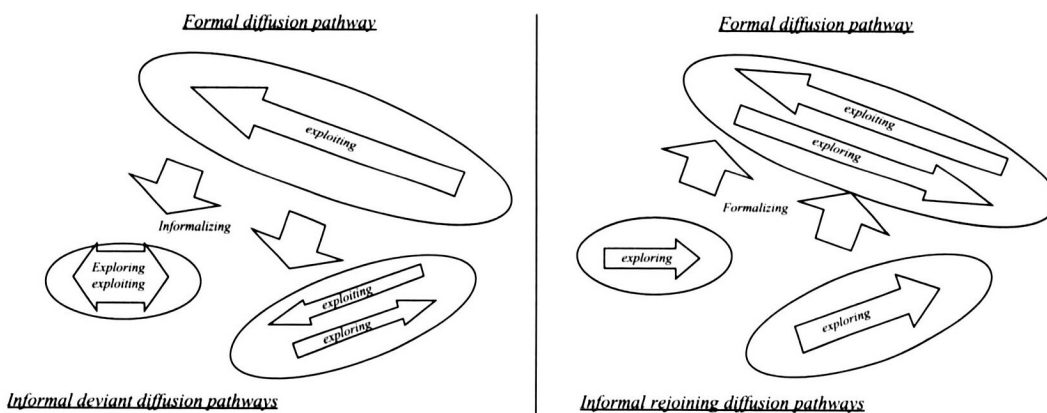 Formal diffusion pathway
exploiting
Informalizing
Exploring
exploiting
exploiting
exploring
Informal deviant diffusion pathways
Formal diffusion pathway
exploiting
exploring
Formalizing
exploring
exploring
Informal rejoining diffusion pathways